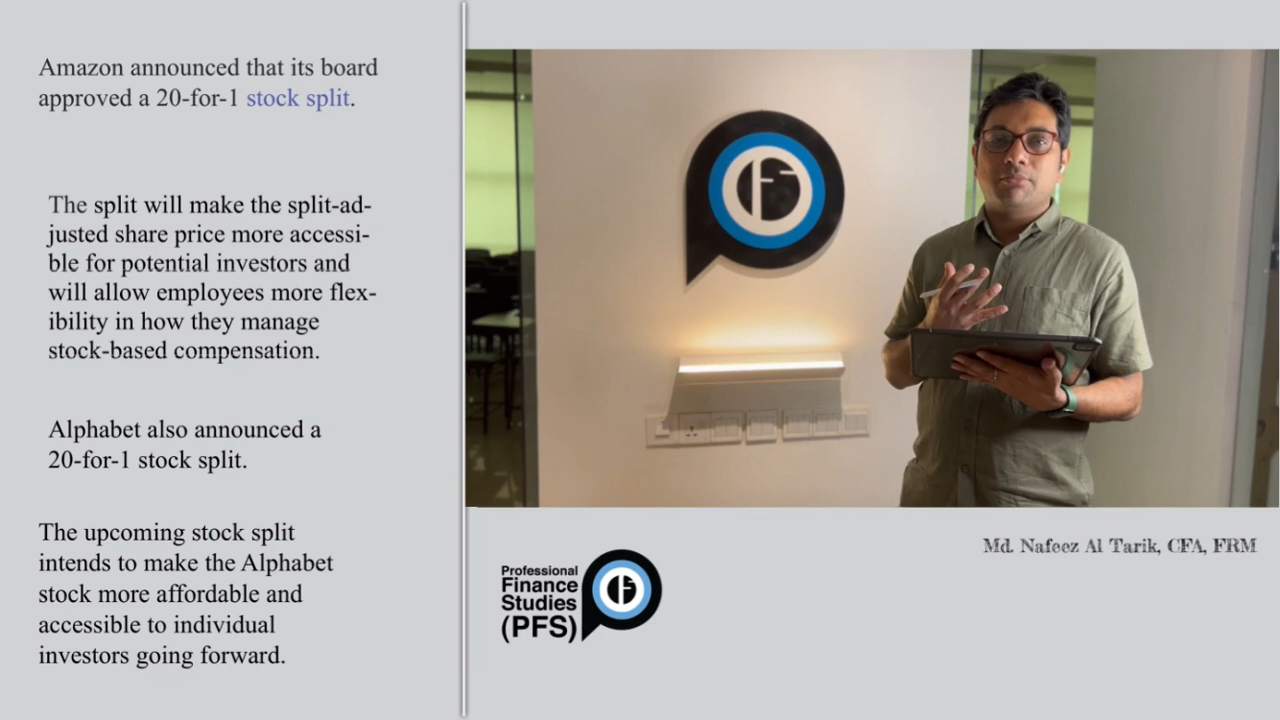 Amazon announced that its board
approved a 20-for-1 stock split.
The split will make the split-ad-
justed share price more accessi-
ble for potential investors and
will allow employees more flex-
ibility in how they manage
stock-based compensation.
Alphabet also announced a
20-for-1 stock split.
The upcoming stock split
intends to make the Alphabet
stock more affordable and
accessible to individual
investors going forward.
Md. Nafeez Al Tarik, CFA, FRM
Professional
Finance
Studies
(PFS)